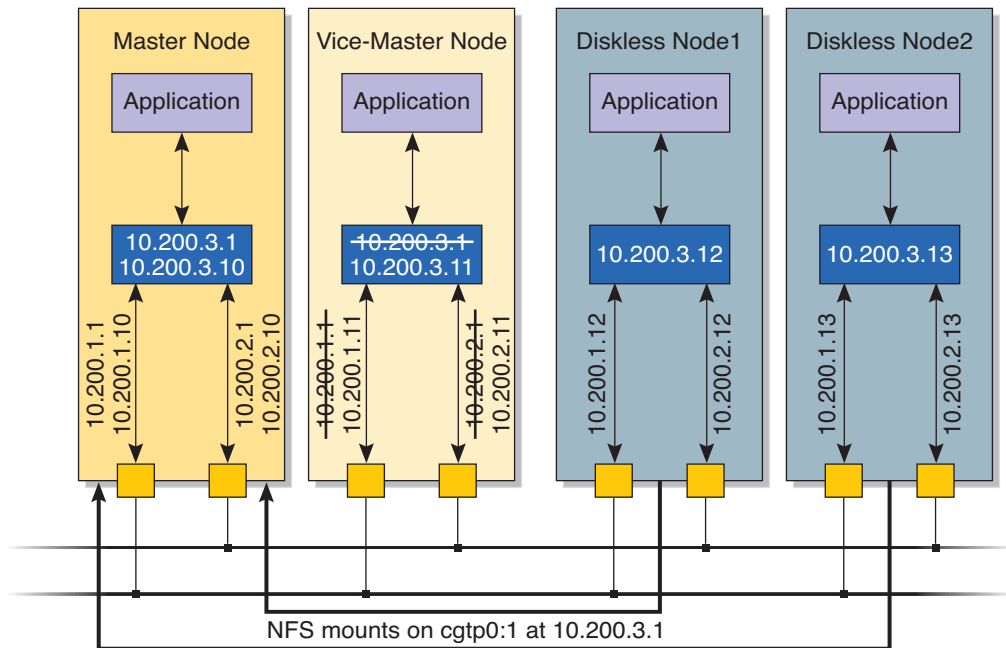 Master Node
Application
10.200.3.1
10.200.3.10
10.200.1.1
10.200.1.10
10.200.2.1
10.200.2.10
Vice-Master Node
Application
10.200.3.1
10.200.3.11
10.200.1.1
10.200.1.11
10.200.2.1
10.200.2.11
Diskless Node1
Application
10.200.3.12
10.200.1.12
10.200.2.12
Diskless Node2
Application
10.200.3.13
10.200.1.13
10.200.2.13
NFS mounts on cgtp0:1 at 10.200.3.1